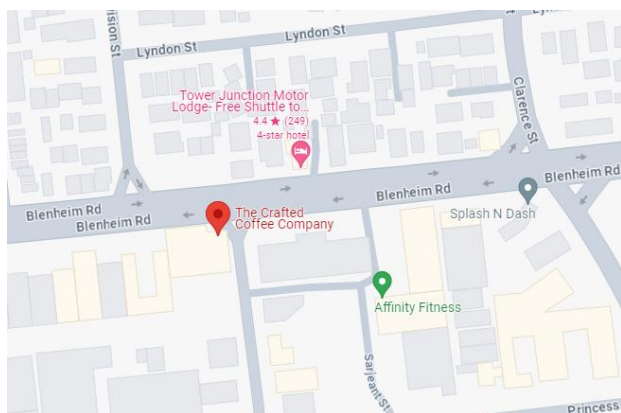 ision St
Lyndon St
Lyndon St
Tower Junction Motor
Lodge- Free Shuttle to...
4.4 ★ (249)
4-star hotel
Clarence St
Blenheim Rd
Blenheim Rd
Blenheim Rd
Blenheim Rd
The Crafted
Coffee Company
Splash N Dash
Affinity Fitness
Sarjeant St
Princess